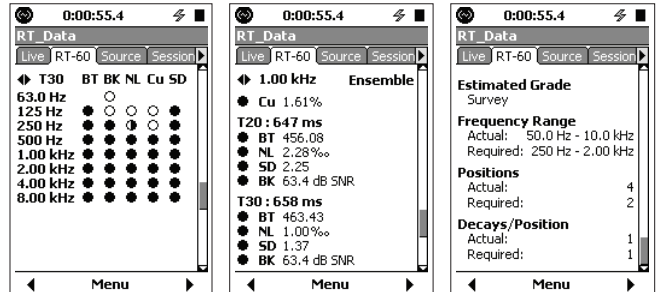 0:00:55.4
RT_Data
Live RT-60 Source Session
T30 BT BK NL Cu SD
63.0 Hz
125 Hz
250 Hz
500 Hz
1.00 kHz
2.00 kHz
4.00 kHz
8.00 kHz
Menu
0:00:55.4
RT_Data
Live RT-60 Source Session
1.00 kHz Ensemble
Cu 1.61%
T20 : 647 ms
BT 456.08
NL 2.28‰
SD 2.25
BK 63.4 dB SNR
T30 : 658 ms
BT 463.43
NL 1.00‰
SD 1.37
BK 63.4 dB SNR
Menu
0:00:55.4
RT_Data
Live RT-60 Source Session
Estimated Grade
Survey
Frequency Range
Actual: 50.0 Hz - 10.0 kHz
Required: 250 Hz - 2.00 kHz
Positions
Actual: 4
Required: 2
Decays/Position
Actual: 1
Required: 1
Menu